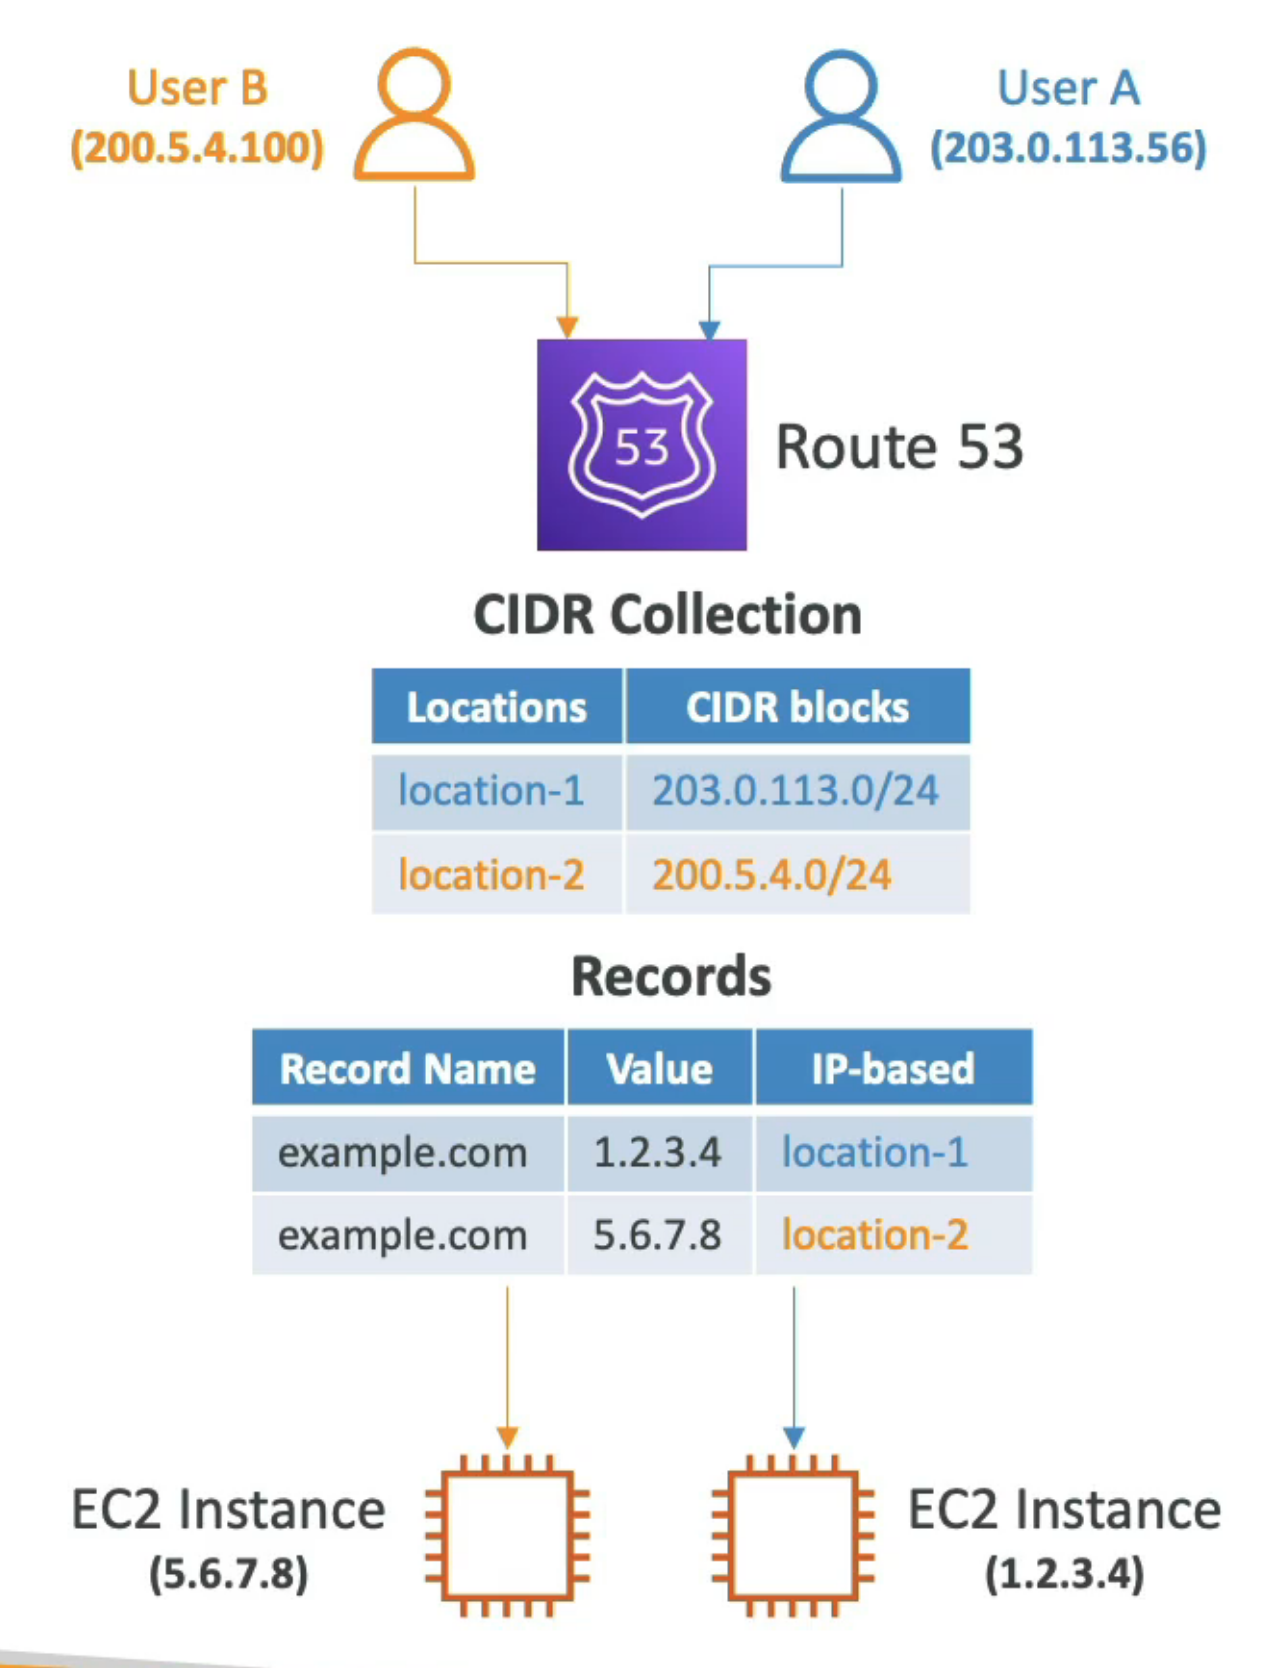 User B
(200.5.4.100)
User A
(203.0.113.56)
53
Route 53
CIDR Collection
Locations CIDR blocks
location-1 203.0.113.0/24
location-2 200.5.4.0/24
Records
Record Name Value IP-based
example.com 1.2.3.4 location-1
example.com 5.6.7.8 location-2
EC2 Instance
(5.6.7.8)
EC2 Instance
(1.2.3.4)